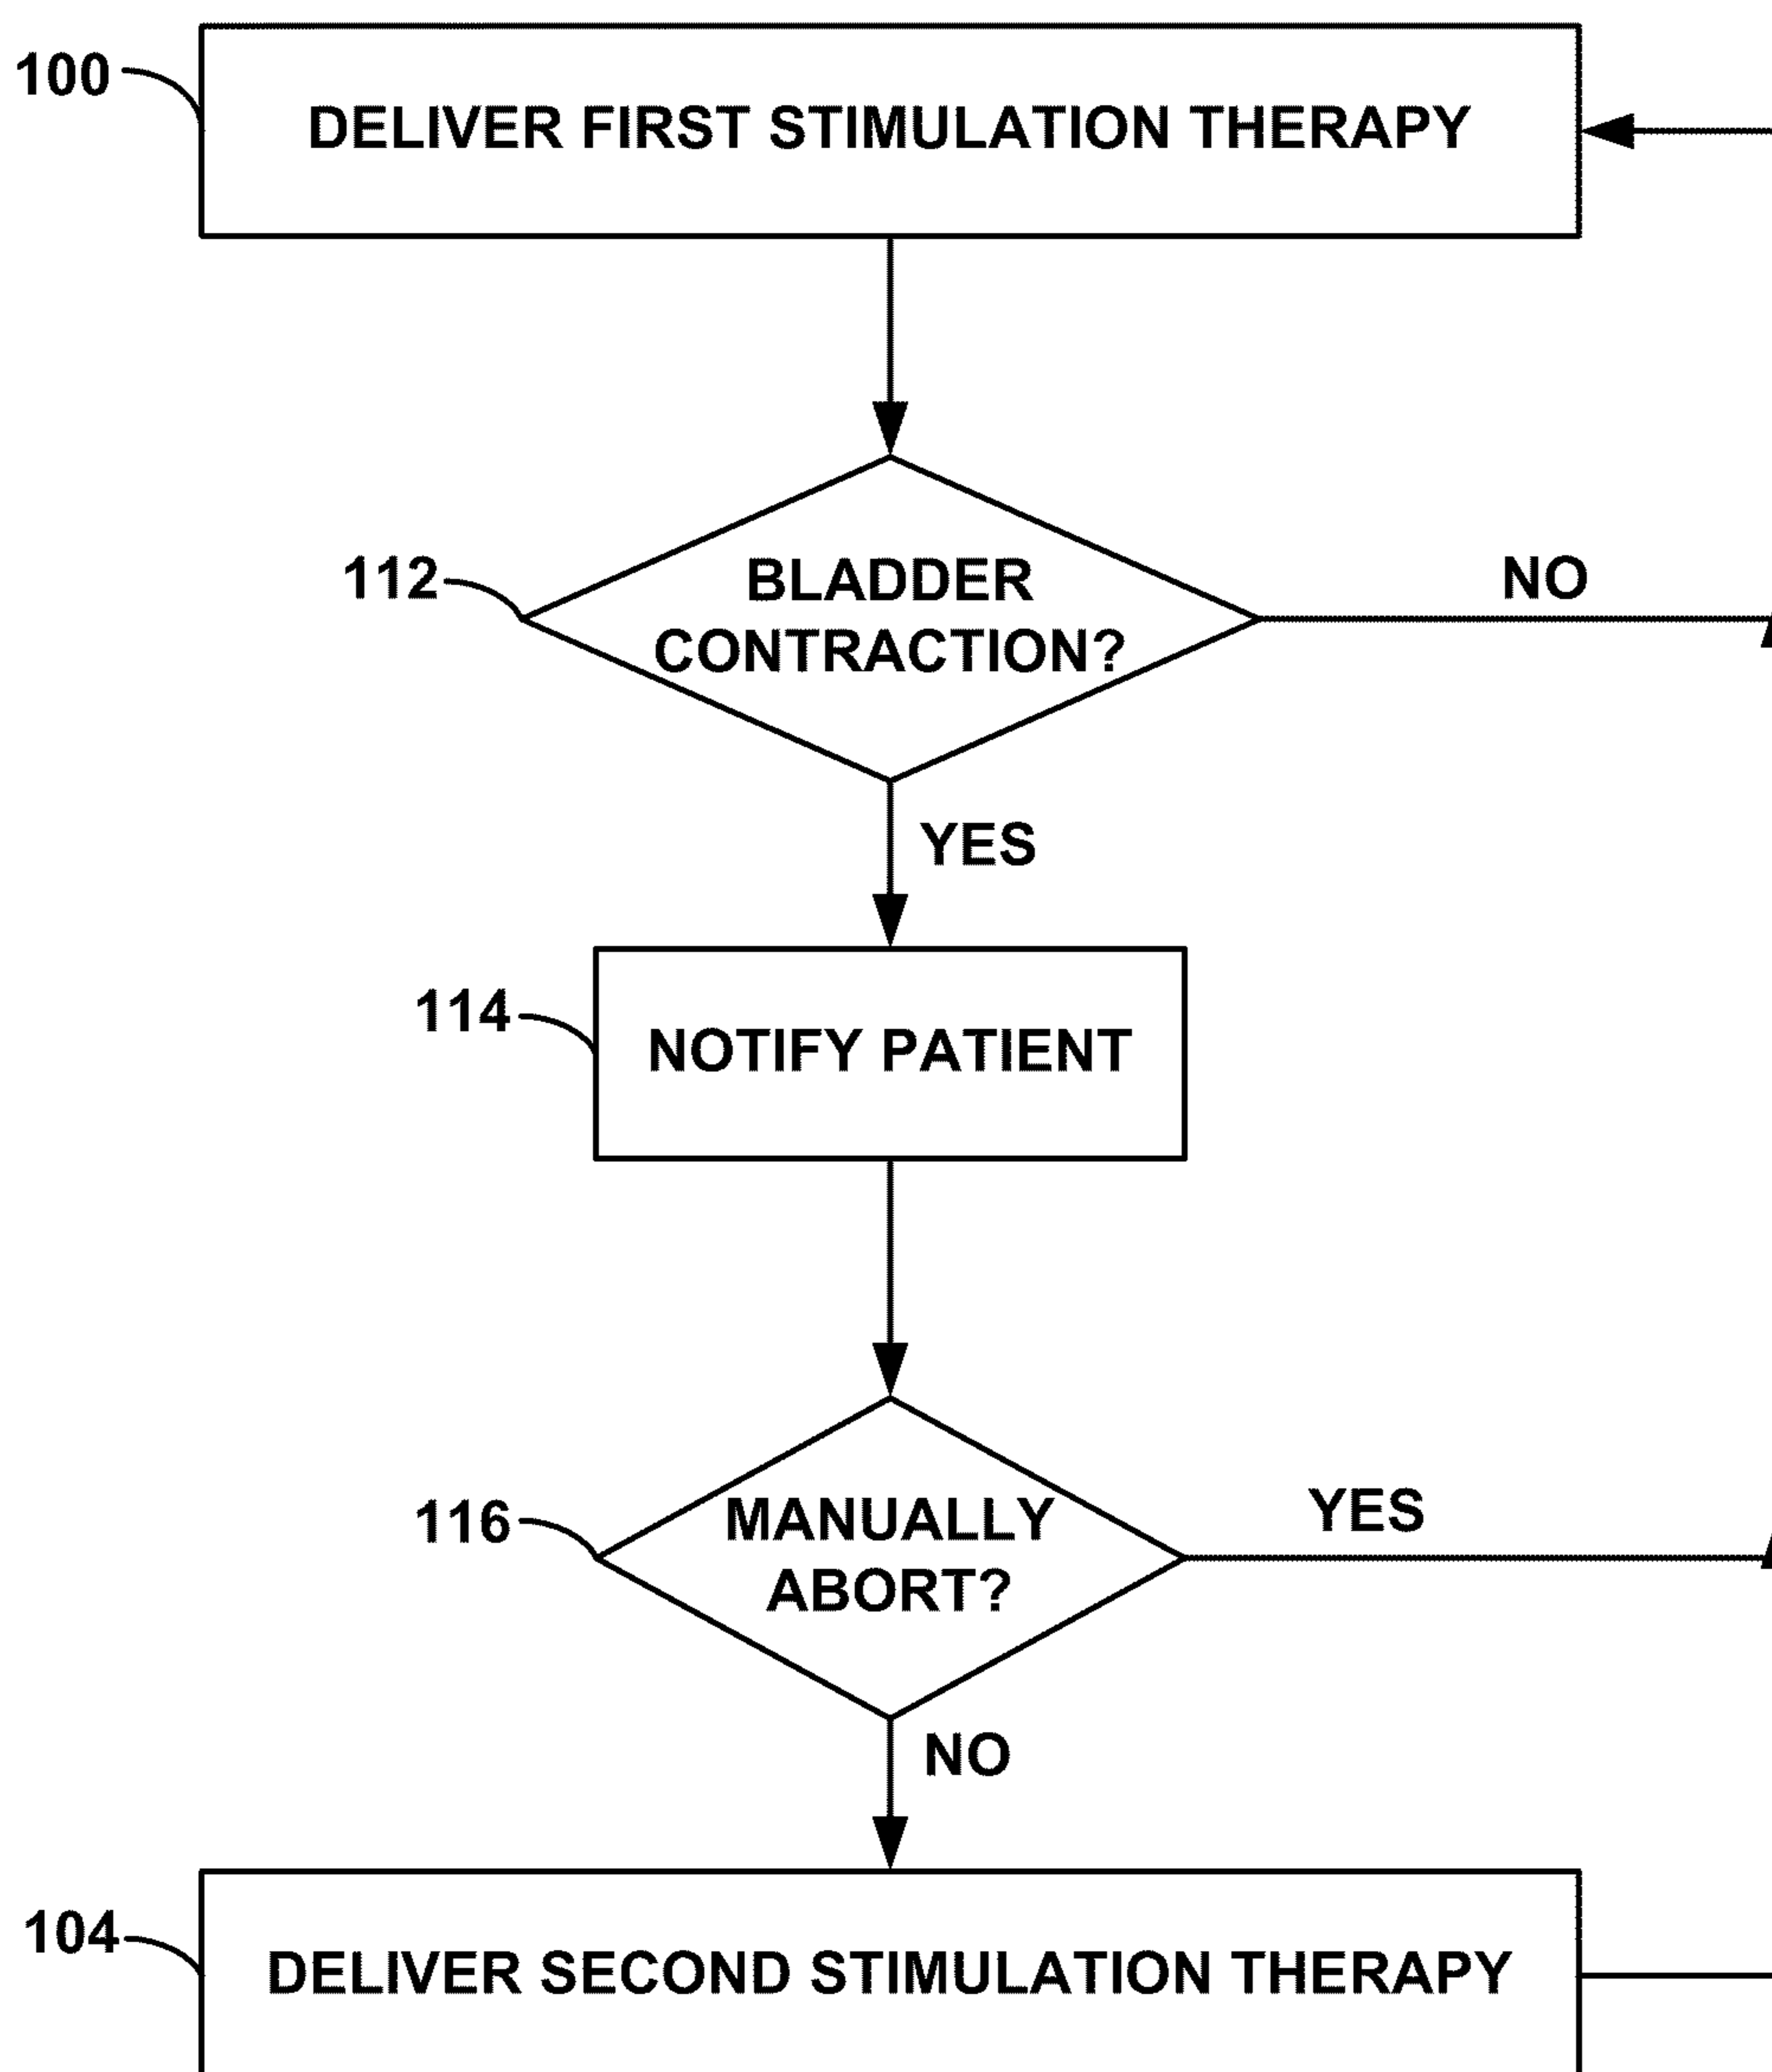 100
DELIVER FIRST STIMULATION THERAPY
112
BLADDER
CONTRACTION?
NO
YES
114
NOTIFY PATIENT
116
MANUALLY
ABORT?
YES
NO
104
DELIVER SECOND STIMULATION THERAPY